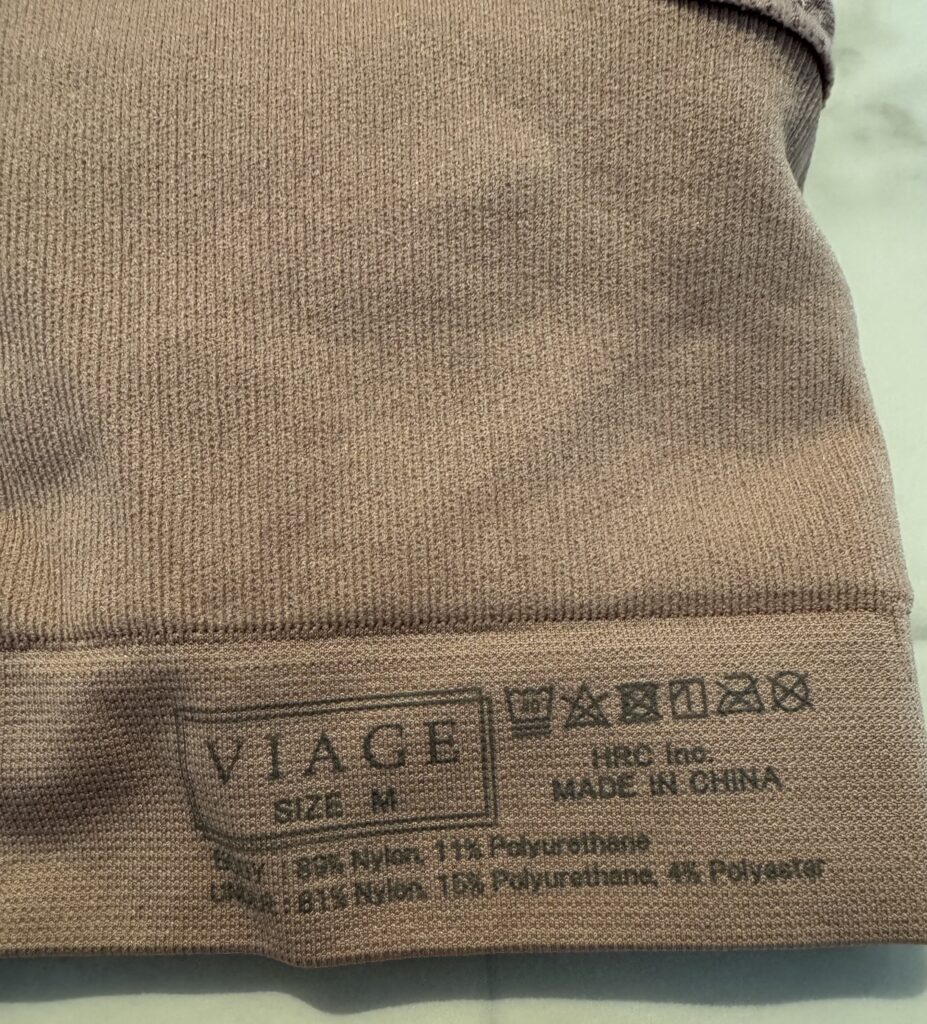 VIAGE
SIZE M
HRC Inc.
MADE IN CHINA
: 89% Nylon, 11% Polyurethane
: 81% Nylon, 15% Polyurethane, 4% Polyester